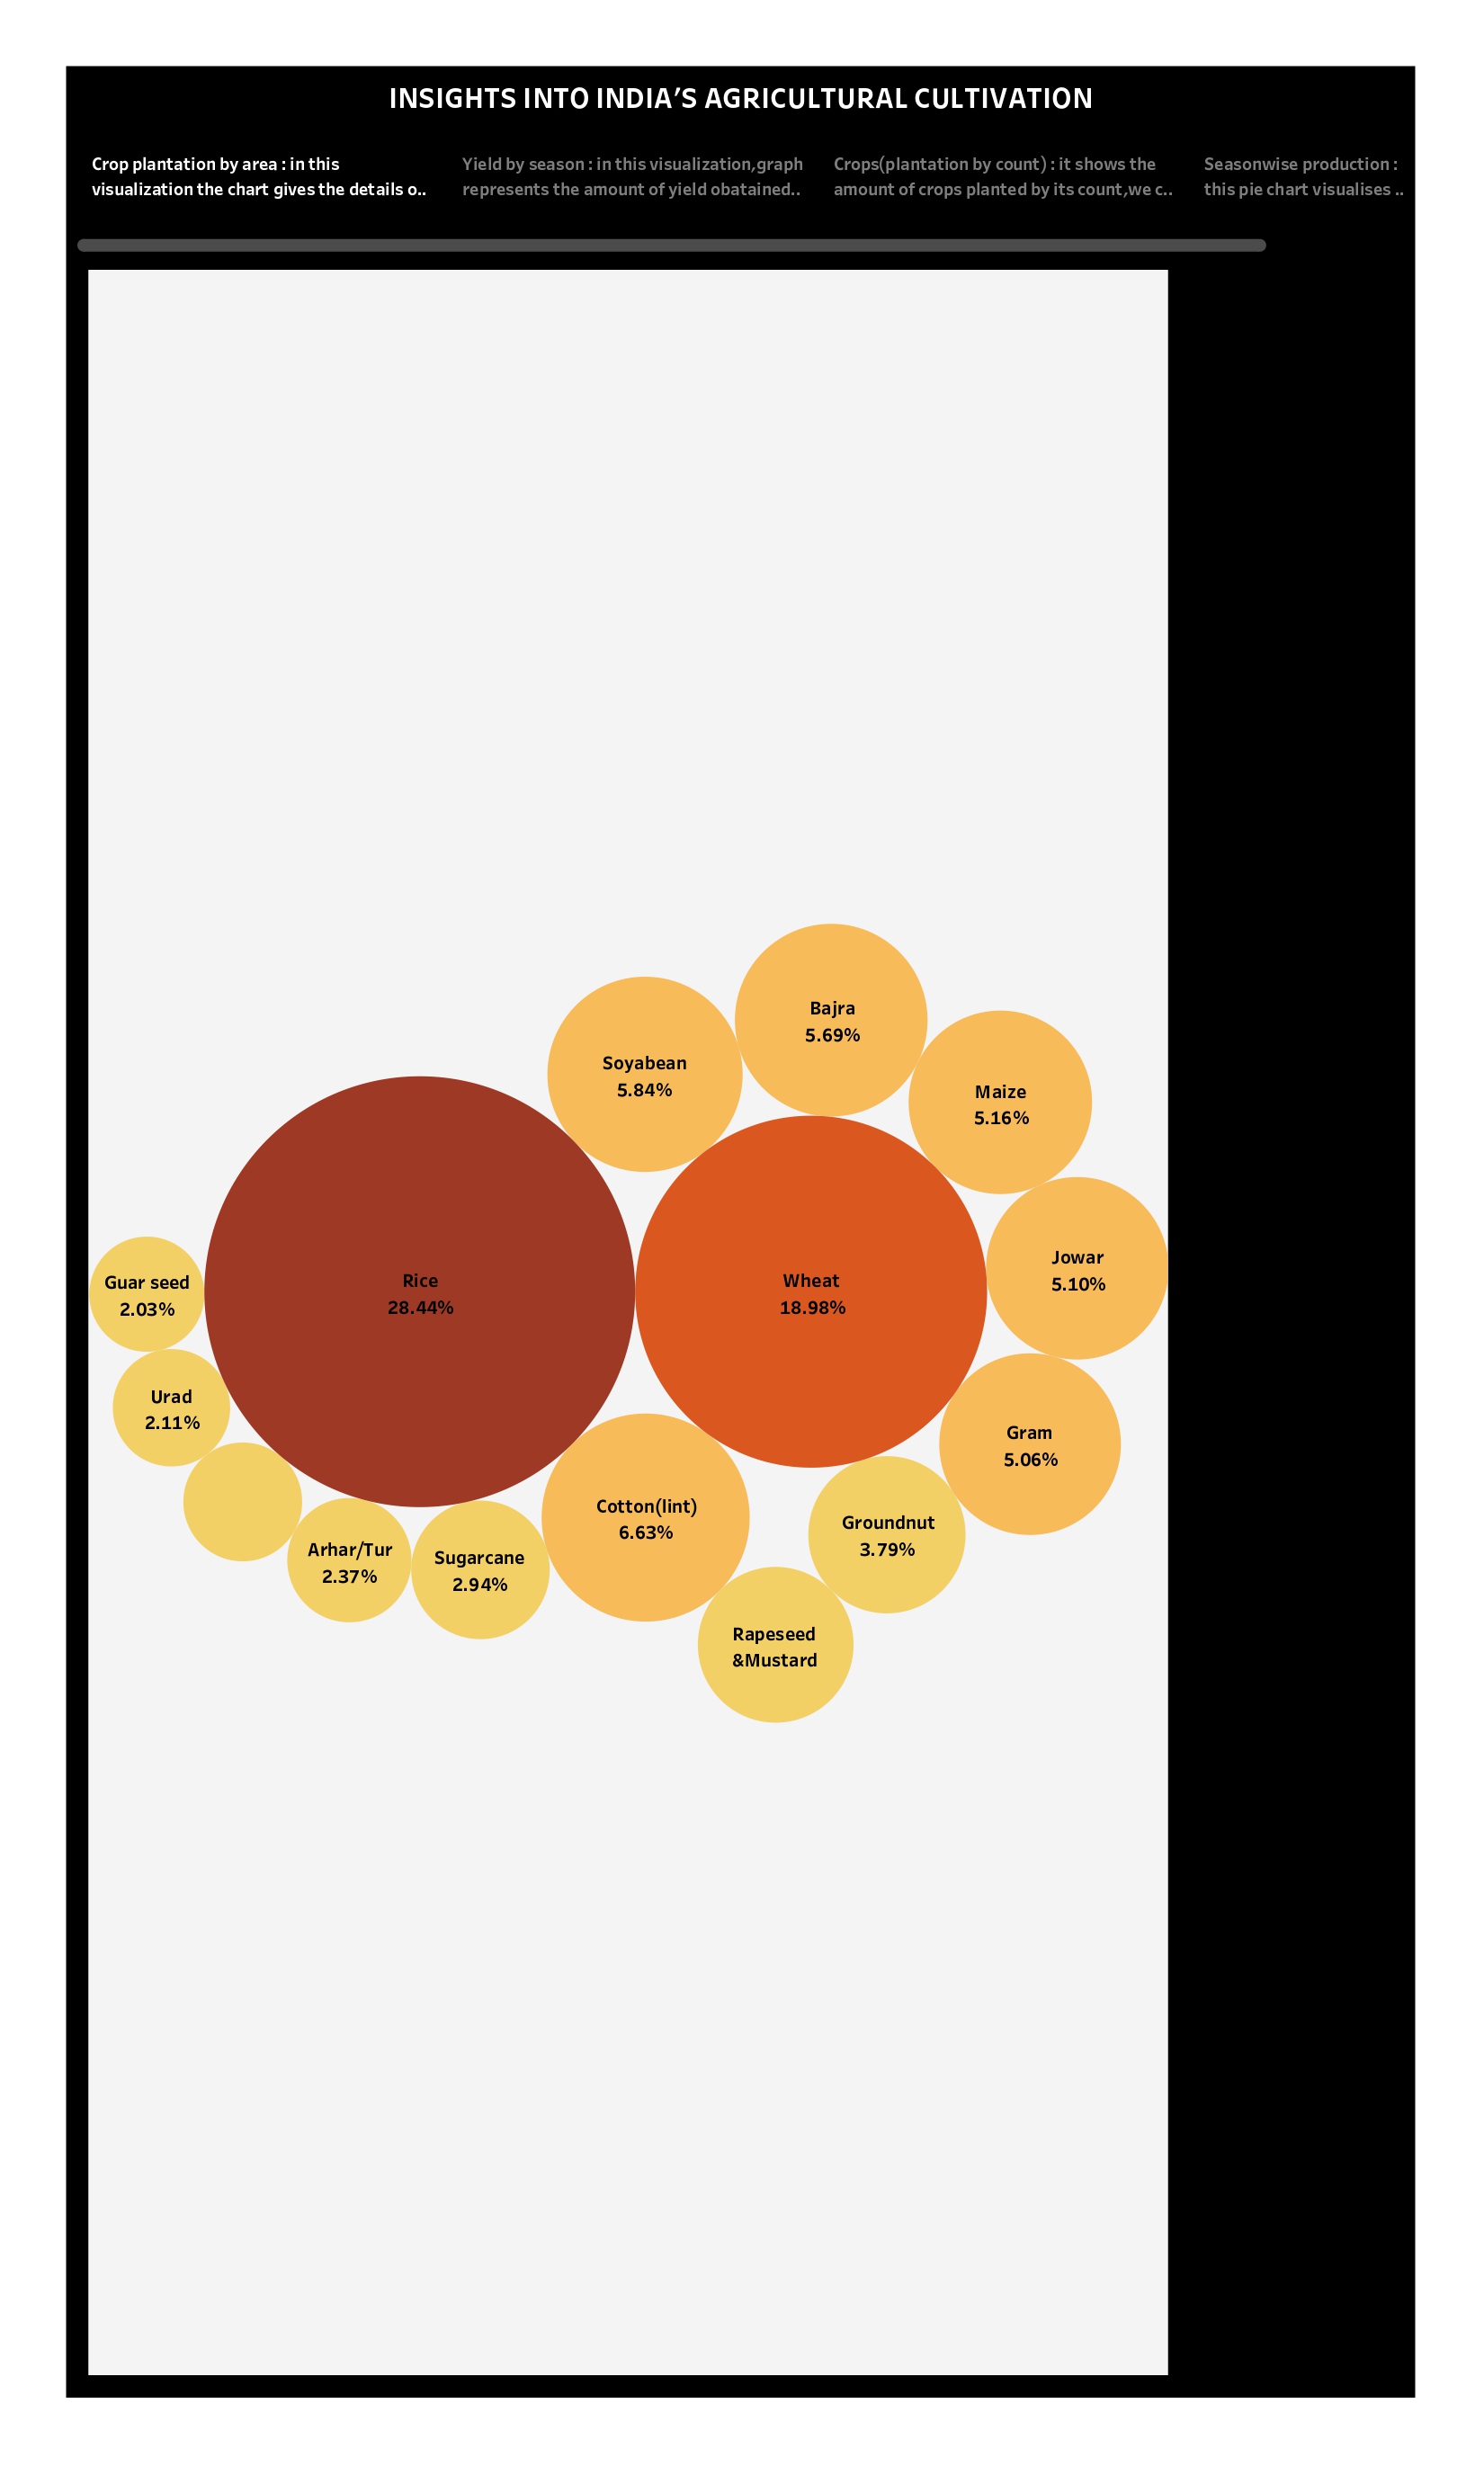 INSIGHTS INTO INDIA'S AGRICULTURAL CULTIVATION
Crop plantation by area : in this
visualization the chart gives the details o..
Yield by season : in this visualization,graph
represents the amount of yield obatained..
Crops(plantation by count) : it shows the
amount of crops planted by its count,we c..
Seasonwise production :
this pie chart visualises ..
Bajra
5.69%
Soyabean
5.84%
Maize
5.16%
Jowar
5.10%
Guar seed
2.03%
Rice
28.44%
Wheat
18.98%
Urad
2.11%
Gram
5.06%
Cotton(lint)
6.63%
Groundnut
3.79%
Arhar/Tur
2.37%
Sugarcane
2.94%
Rapeseed
&Mustard